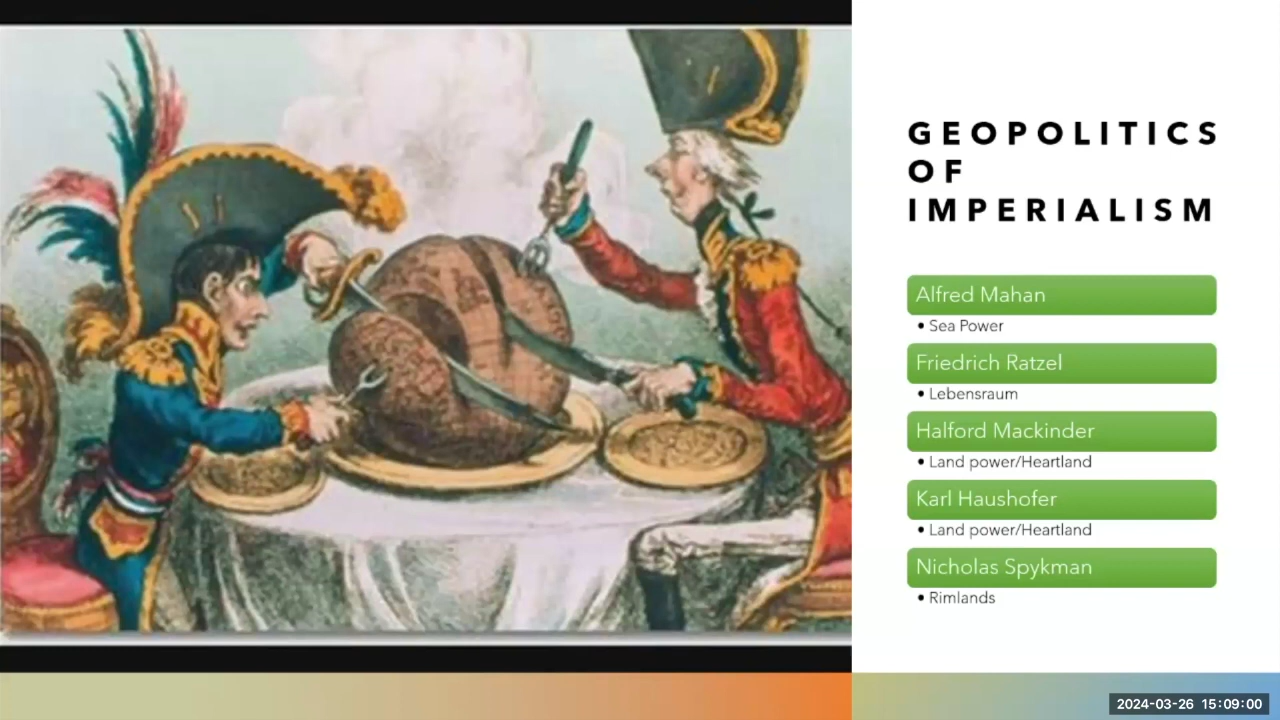 GEOPOLITICS
OF
IMPERIALISM
Alfred Mahan
• Sea Power
Friedrich Ratzel
• Lebensraum
Halford Mackinder
• Land power/Heartland
Karl Haushofer
• Land power/Heartland
Nicholas Spykman
• Rimlands
2024-03-26 15:09:00